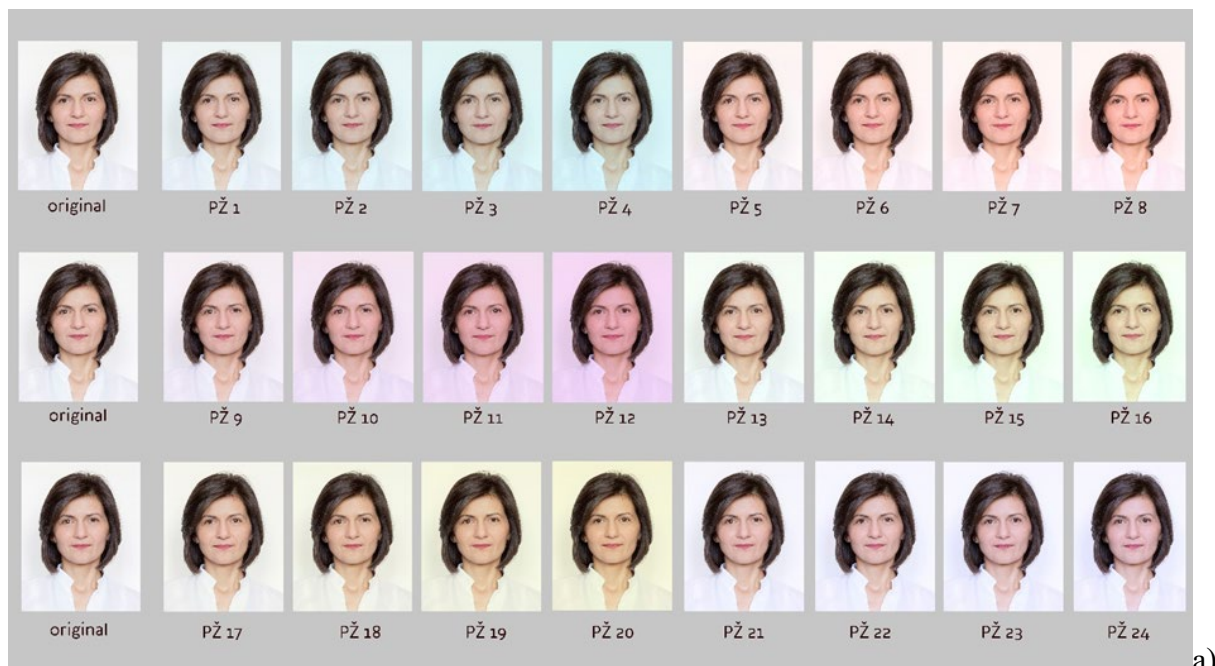 original PŽ 1 PŽ 2 PŽ 3 PŽ 4 PŽ 5 PŽ 6 PŽ 7 PŽ 8
original PŽ 9 PŽ 10 PŽ 11 PŽ 12 PŽ 13 PŽ 14 PŽ 15 PŽ 16
original PŽ 17 PŽ 18 PŽ 19 PŽ 20 PŽ 21 PŽ 22 PŽ 23 PŽ 24
a)